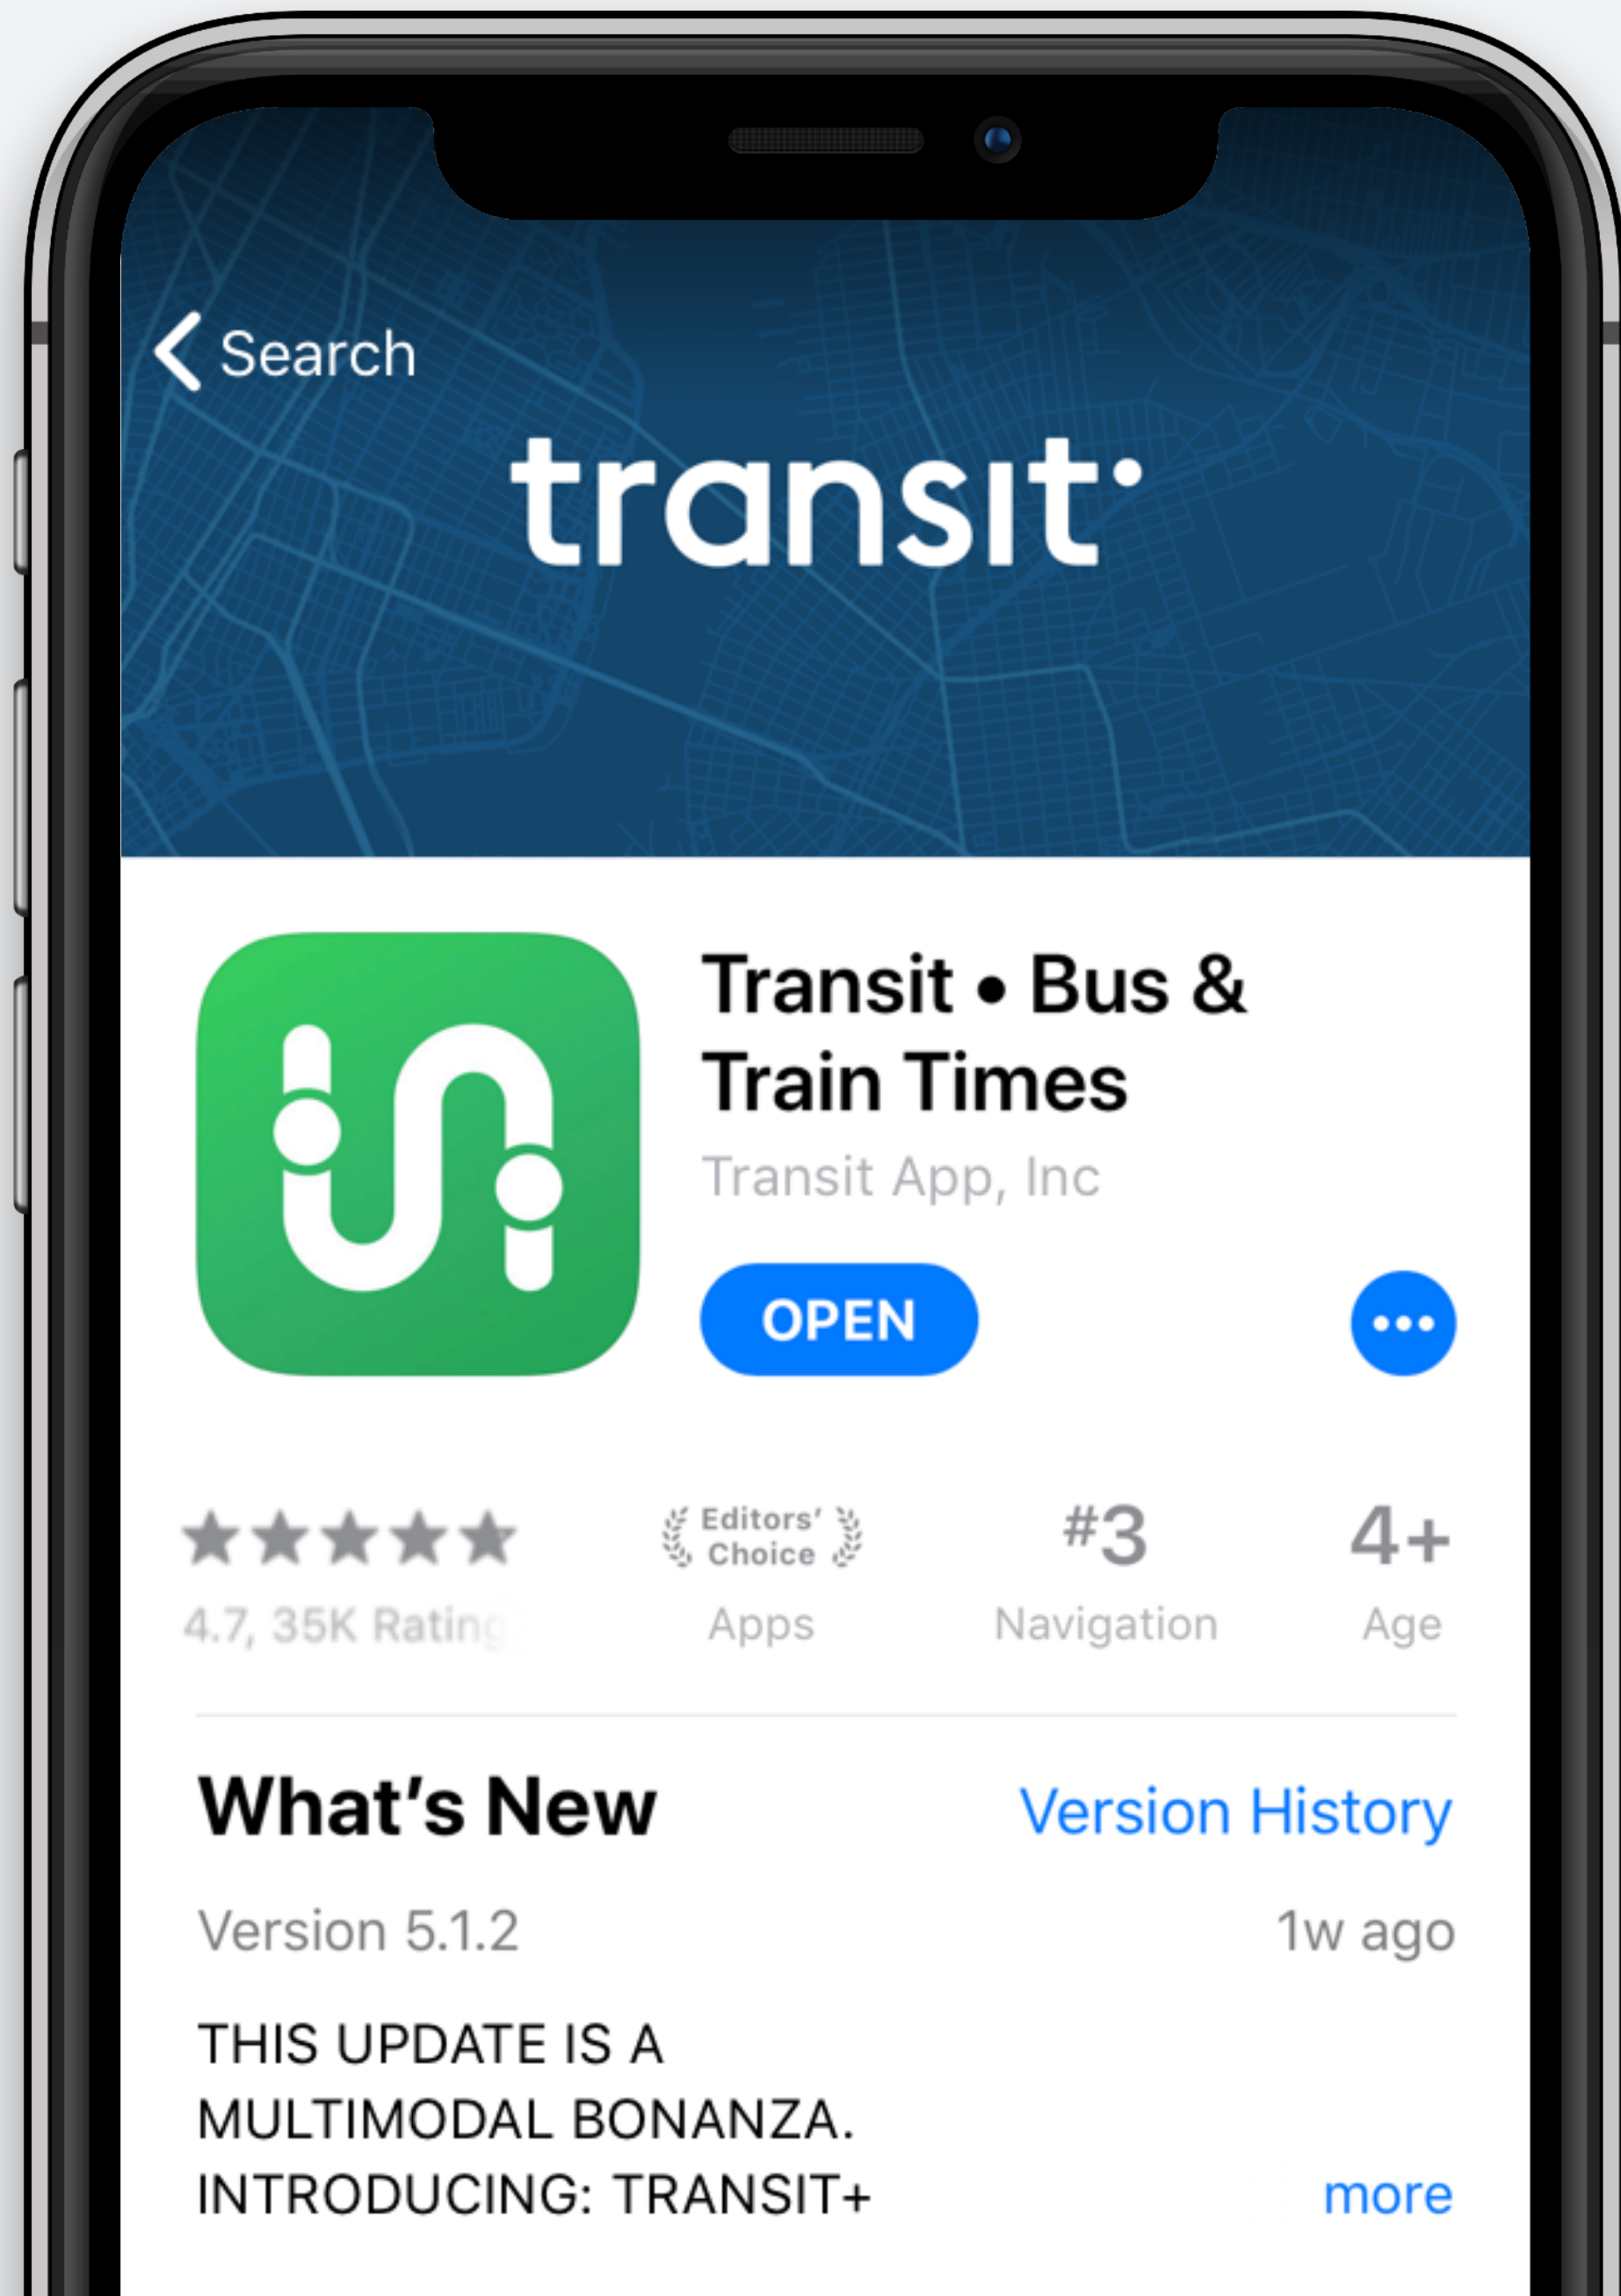 Search
transit
Transit • Bus &
Train Times
Transit App, Inc
OPEN
4.7, 35K Rating
Editors’
Choice
Apps
#3
Navigation
4+
Age
What’s New
Version History
Version 5.1.2
1w ago
THIS UPDATE IS A
MULTIMODAL BONANZA.
INTRODUCING: TRANSIT+
more